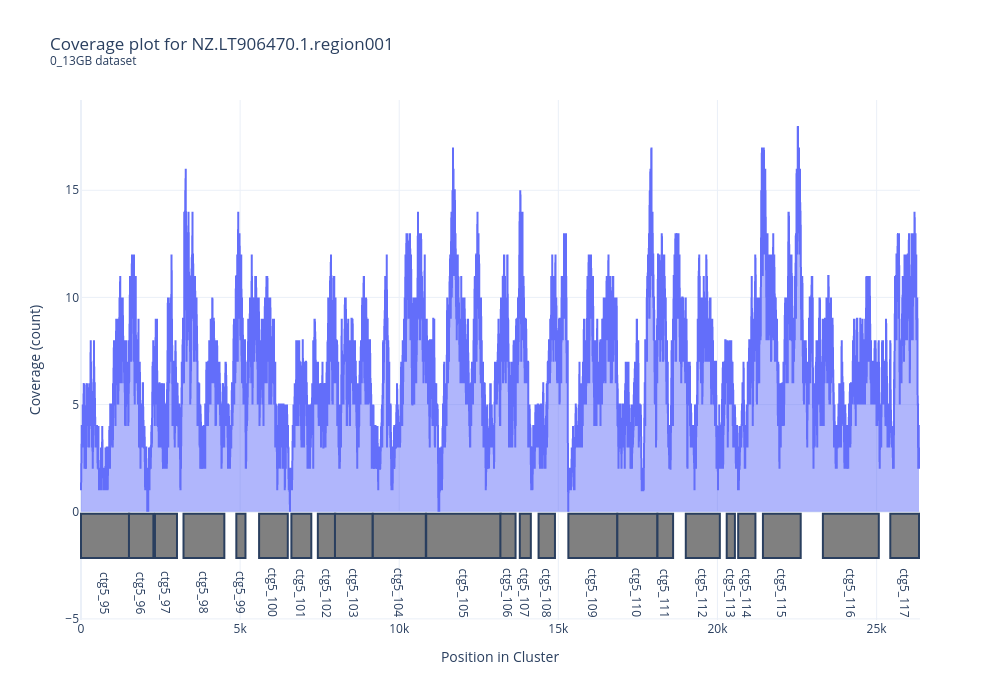 Coverage plot for NZ.LT906470.1.region001
0_13GB dataset
Coverage (count)
15
10
5
0
−5
ctg5_95
ctg5_96
ctg5_97
ctg5_98
ctg5_99
ctg5_100
ctg5_101
ctg5_102
ctg5_103
ctg5_104
ctg5_105
ctg5_106
ctg5_107
ctg5_108
ctg5_109
ctg5_110
ctg5_111
ctg5_112
ctg5_113
ctg5_114
ctg5_115
ctg5_116
ctg5_117
0
5k
10k
15k
20k
25k
Position in Cluster